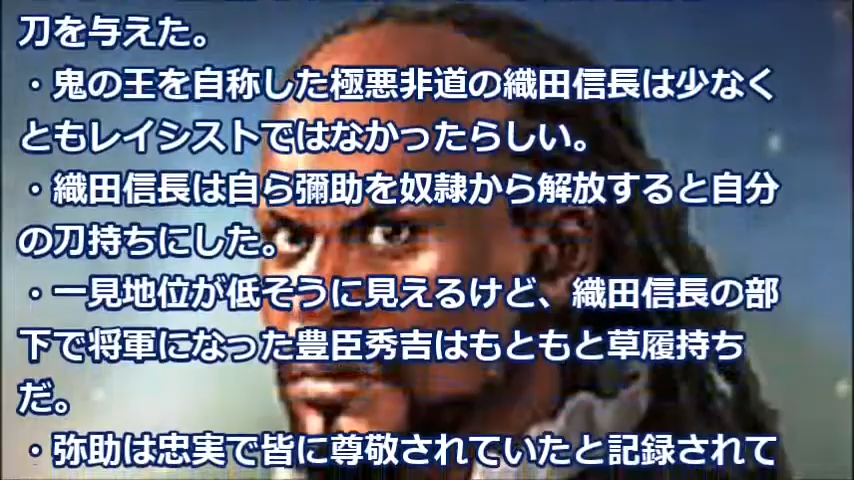 刀を与えた。
・鬼の王を自称した極悪非道の織田信長は少なく
ともレイシストではなかったらしい。
・織田信長は自ら彌助を奴隷から解放すると自分
の刀持ちにした。
・一見地位が低そうに見えるけど、織田信長の部
下で将軍になった豊臣秀吉はもともと草履持ち
だ。
・弥助は忠実で皆に尊敬されていたと記録されて